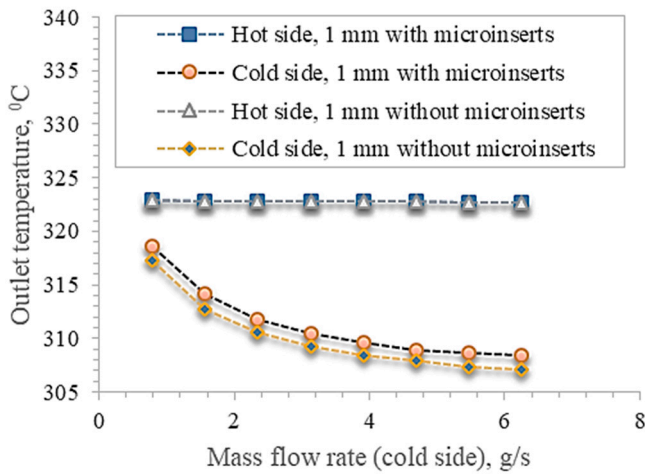 340
335
330
325
320
315
310
305
Outlet temperature, ⁰C
Hot side, 1 mm with microinserts
Cold side, 1 mm with microinserts
Hot side, 1 mm without microinserts
Cold side, 1 mm without microinserts
0 2 4 6 8
Mass flow rate (cold side), g/s